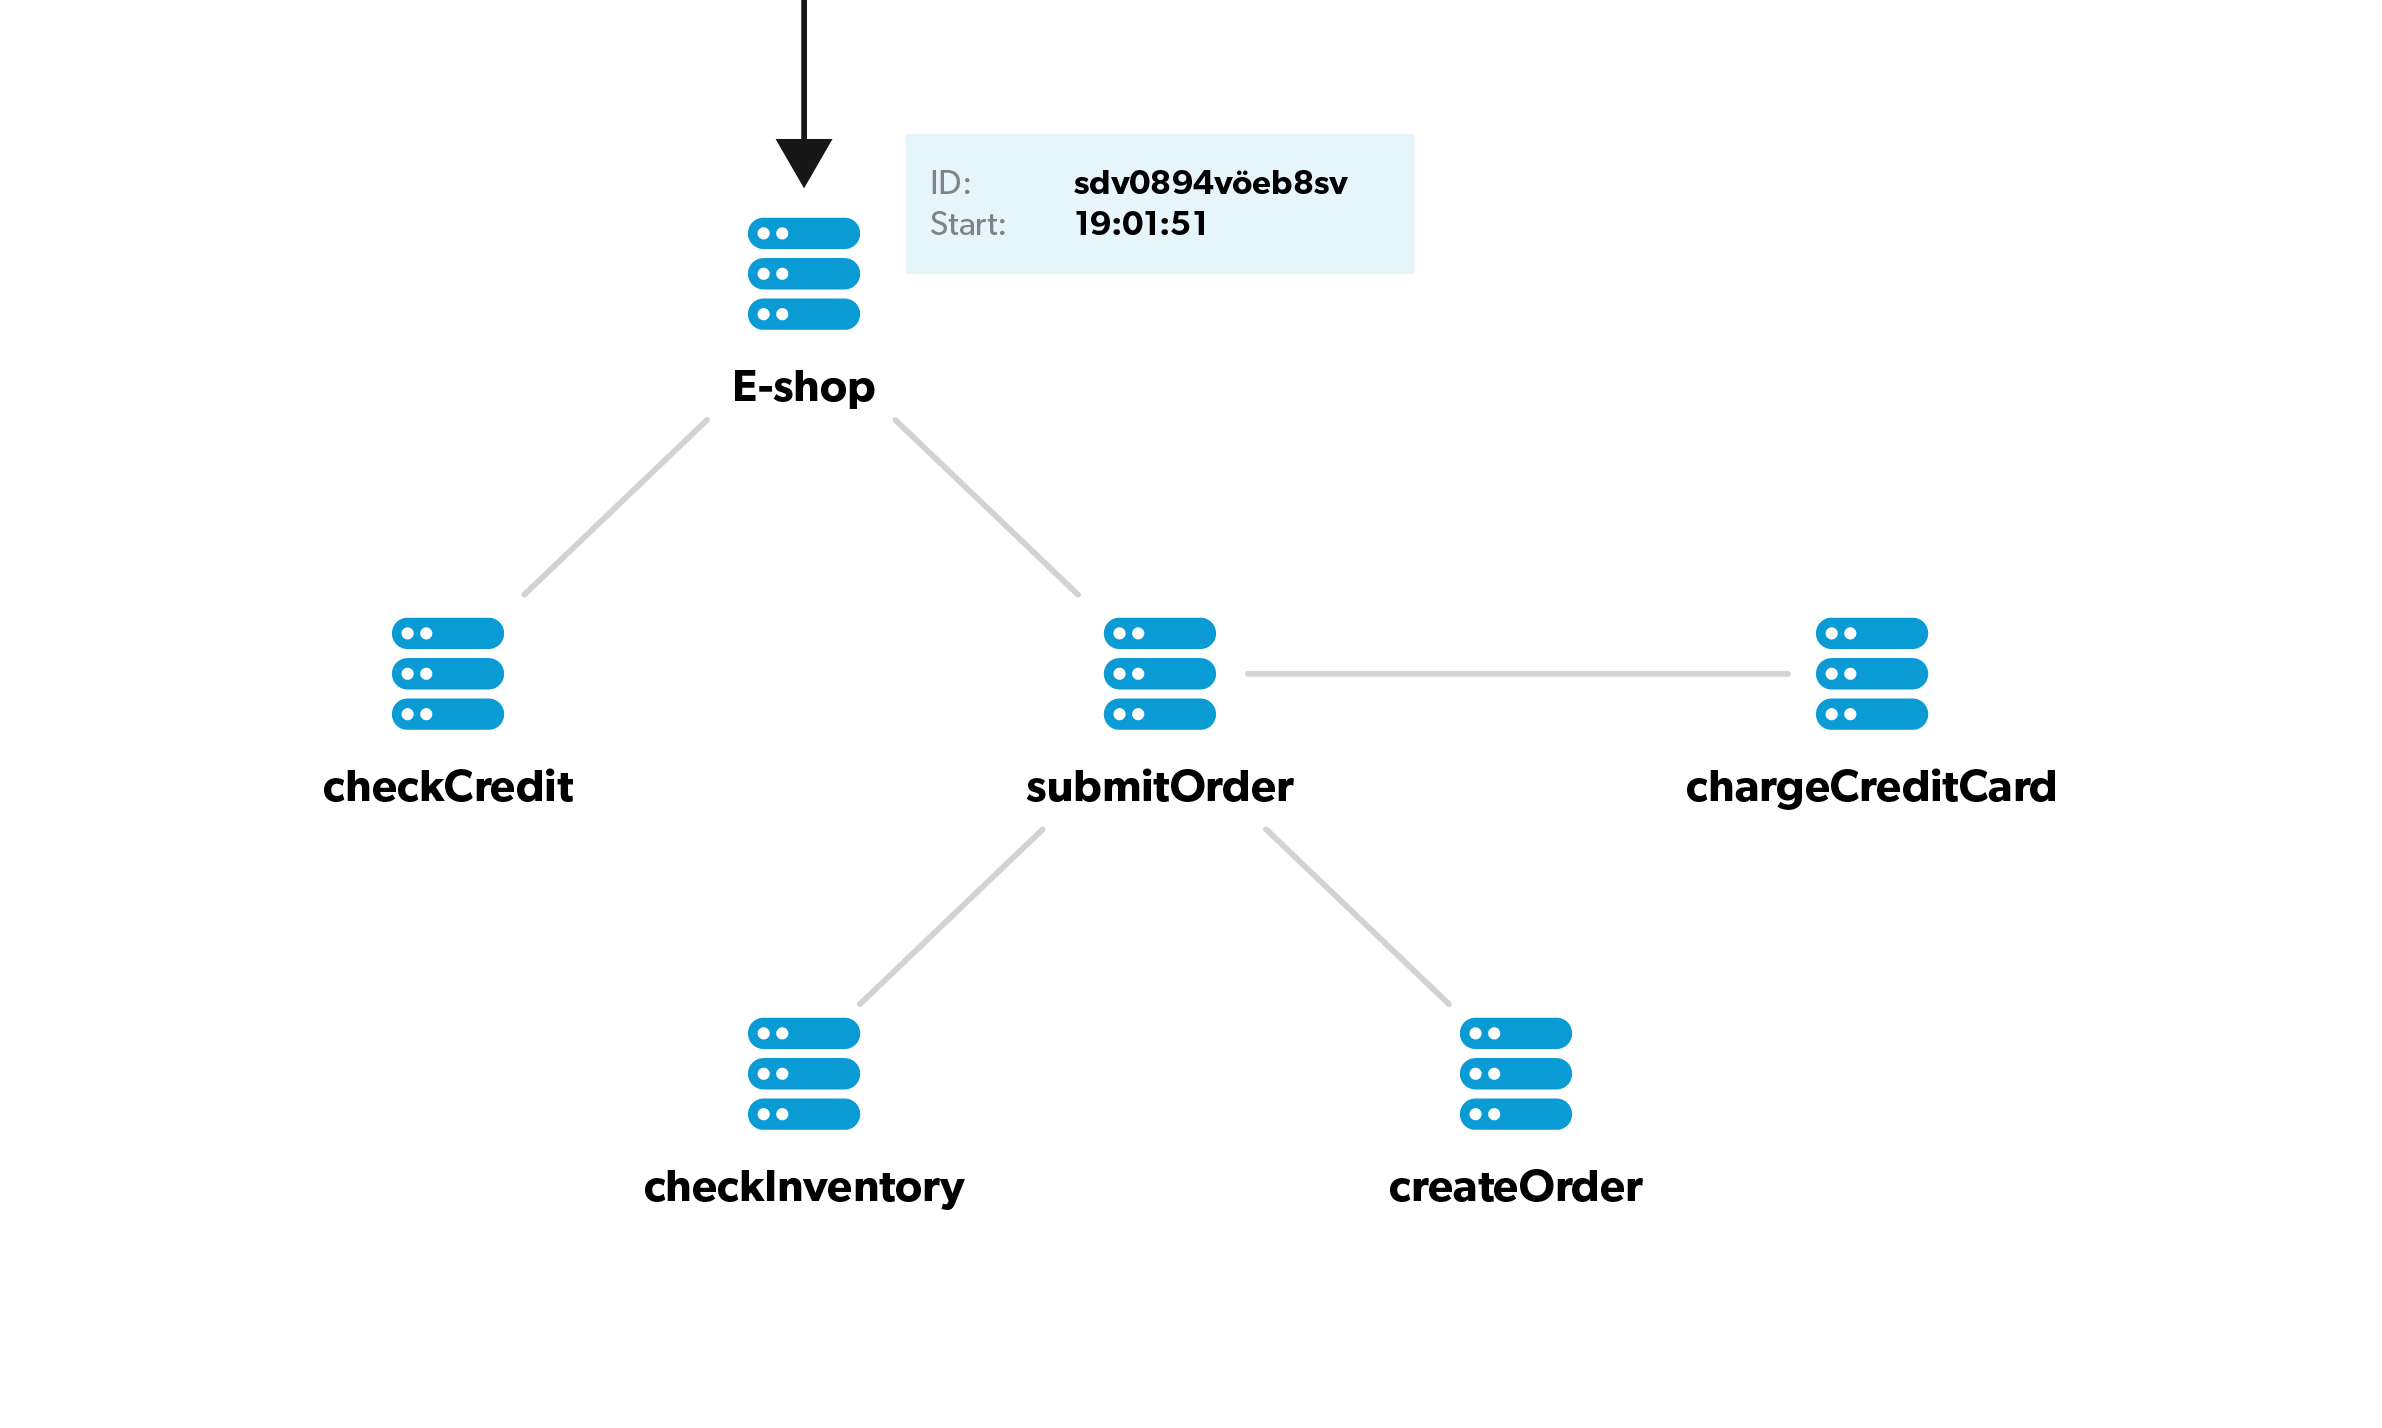 ID: sdv0894vöeb8sv
Start: 19:01:51
E-shop
checkCredit
submitOrder
chargeCreditCard
checkInventory
createOrder